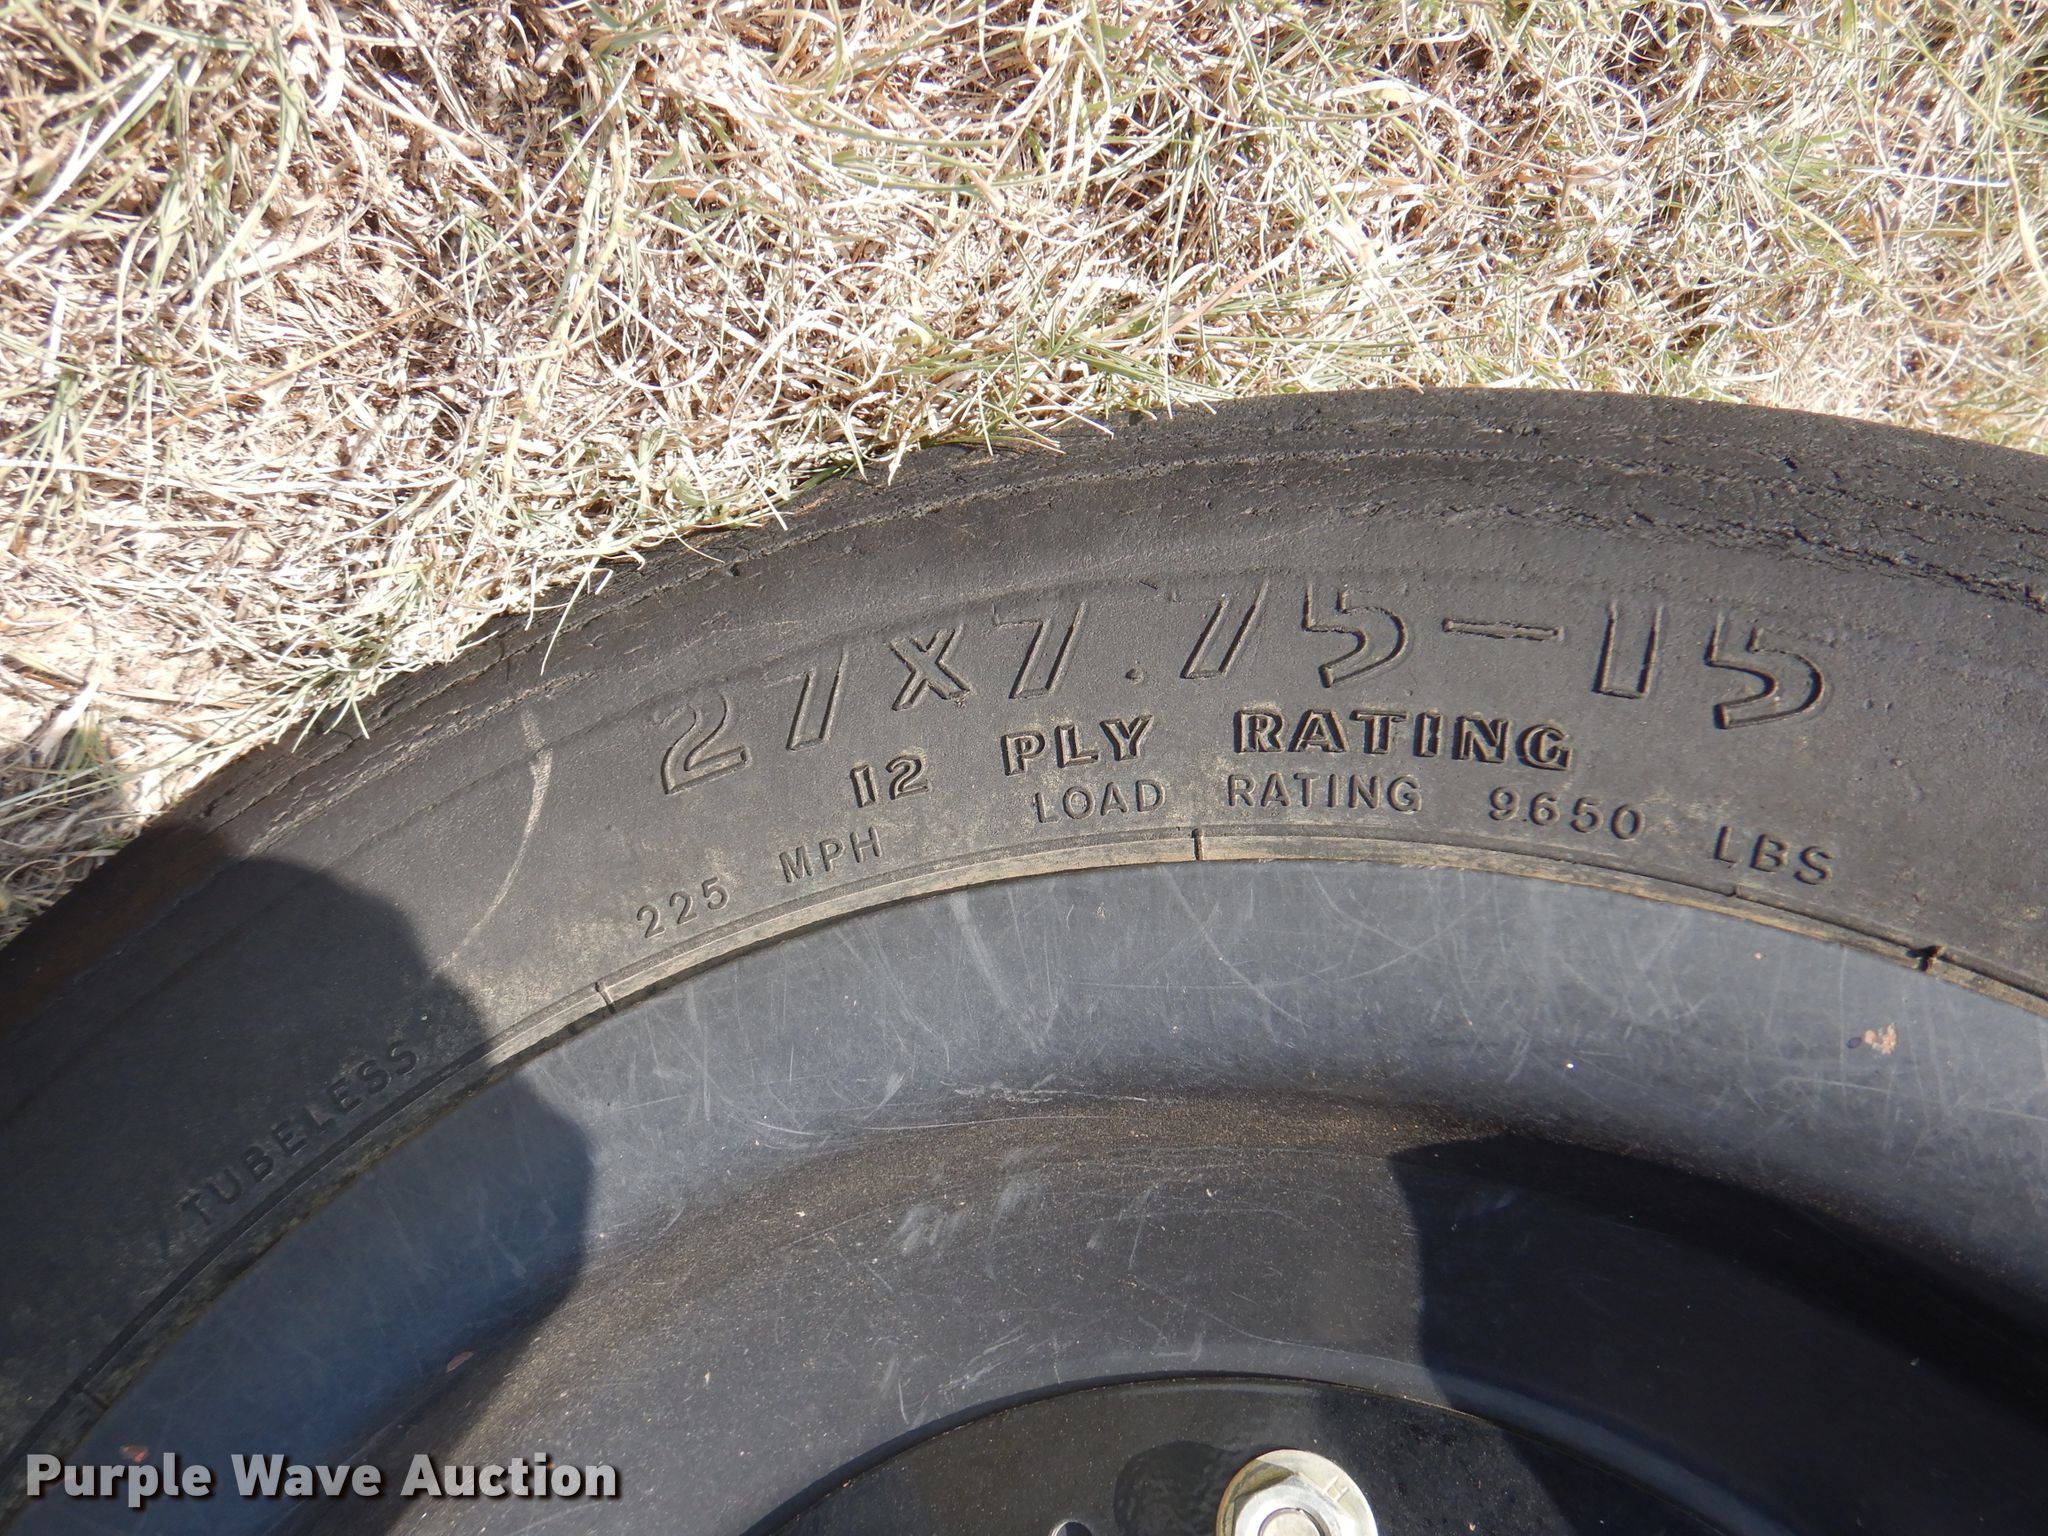 27x7.75-15
12 PLY RATING
225 MPH LOAD RATING 9650 LBS
TUBELESS
Purple Wave Auction